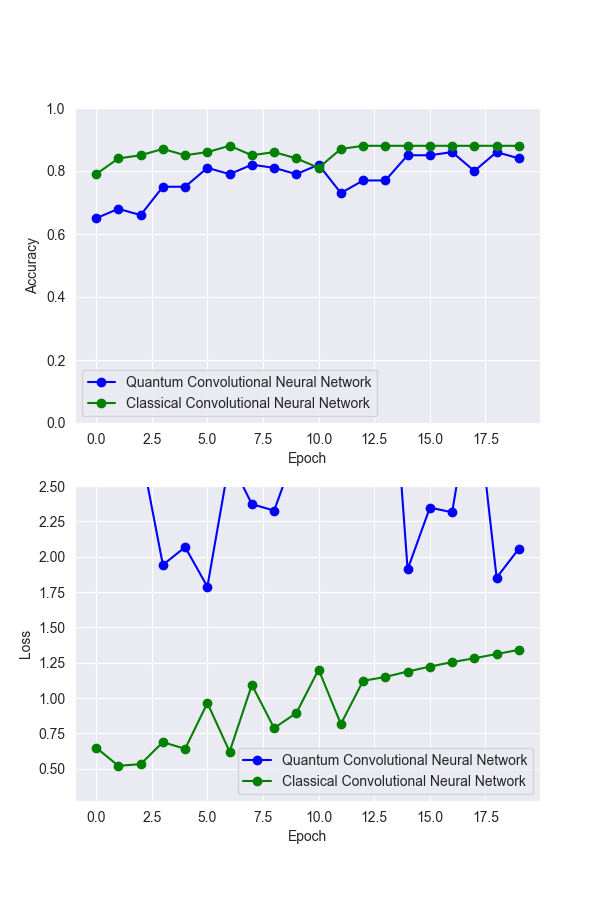 1.0
0.8
0.6
0.4
0.2
0.0
Accuracy
Quantum Convolutional Neural Network
Classical Convolutional Neural Network
0.0 2.5 5.0 7.5 10.0 12.5 15.0 17.5
Epoch
2.50
2.25
2.00
1.75
1.50
1.25
1.00
0.75
0.50
Loss
Quantum Convolutional Neural Network
Classical Convolutional Neural Network
0.0 2.5 5.0 7.5 10.0 12.5 15.0 17.5
Epoch